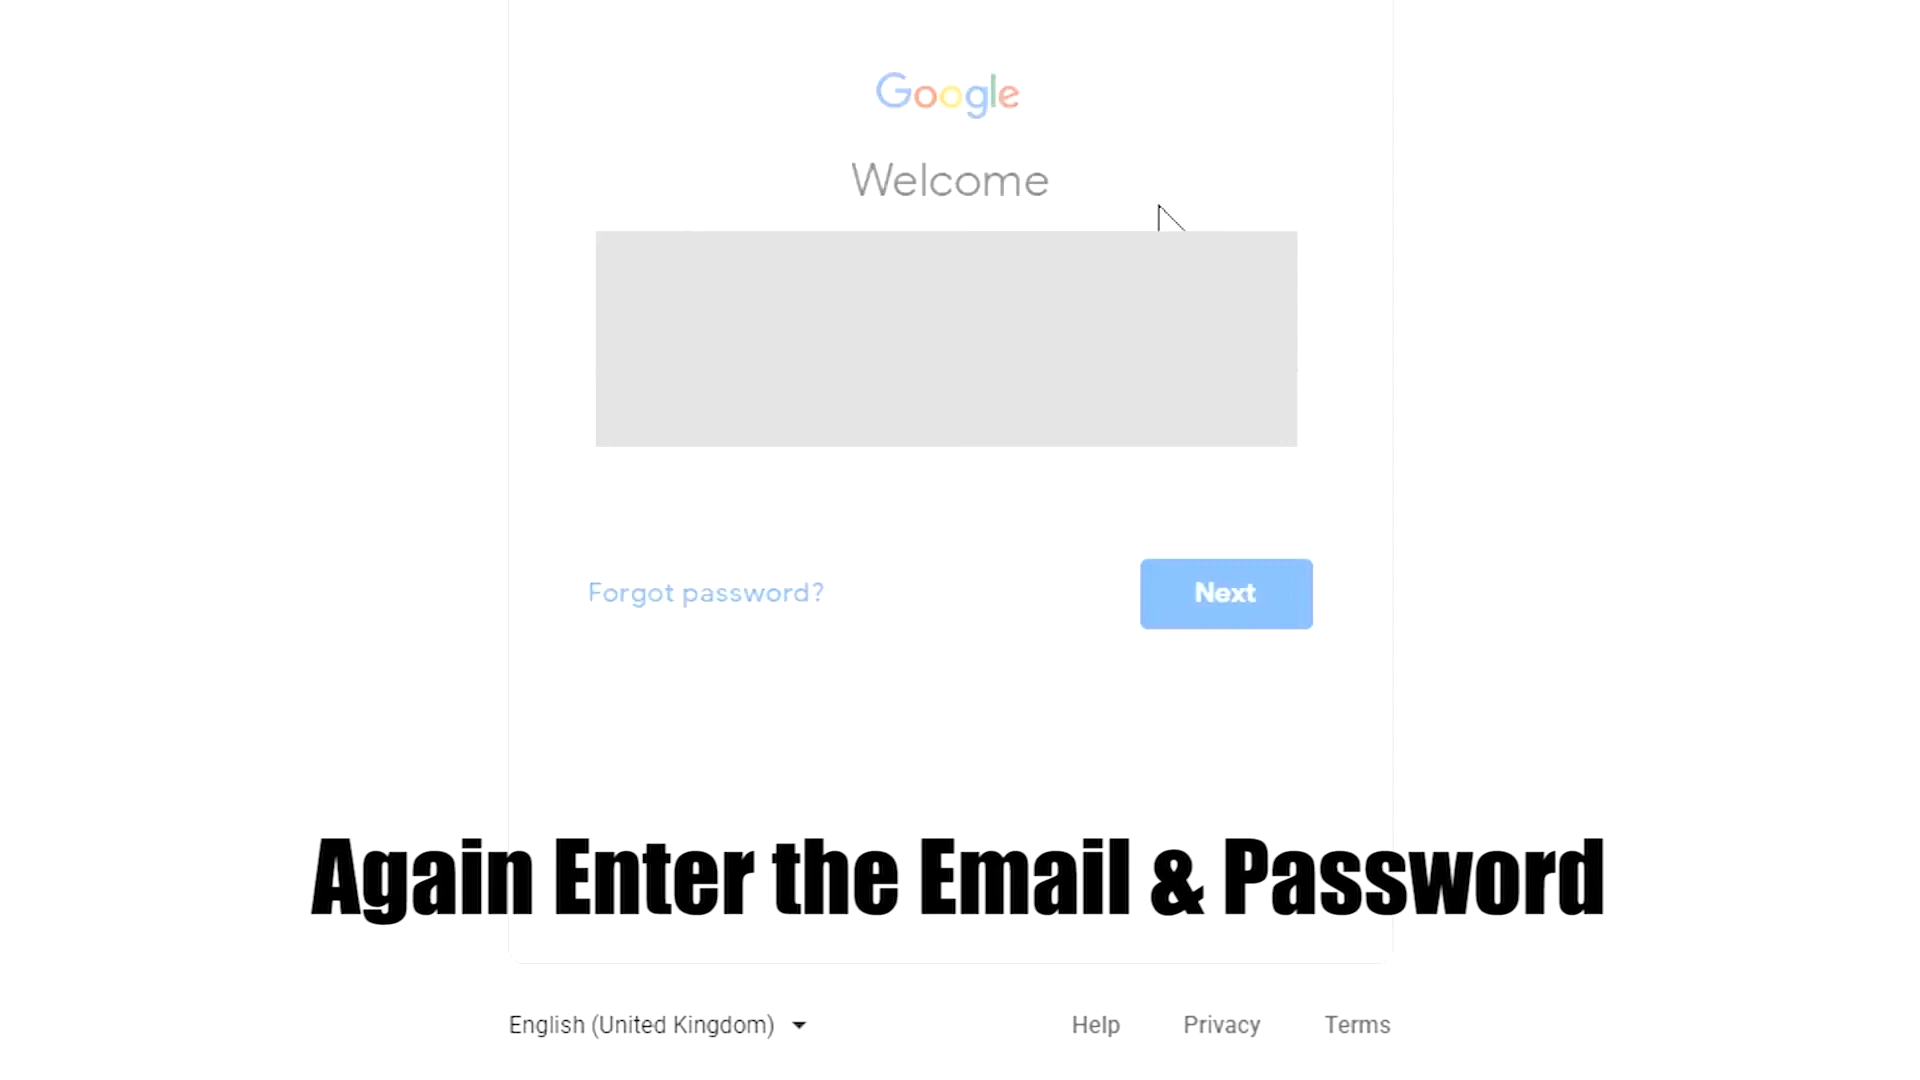 Google
Welcome
Forgot password?
Next
Again Enter the Email & Password
English (United Kingdom)
Help
Privacy
Terms